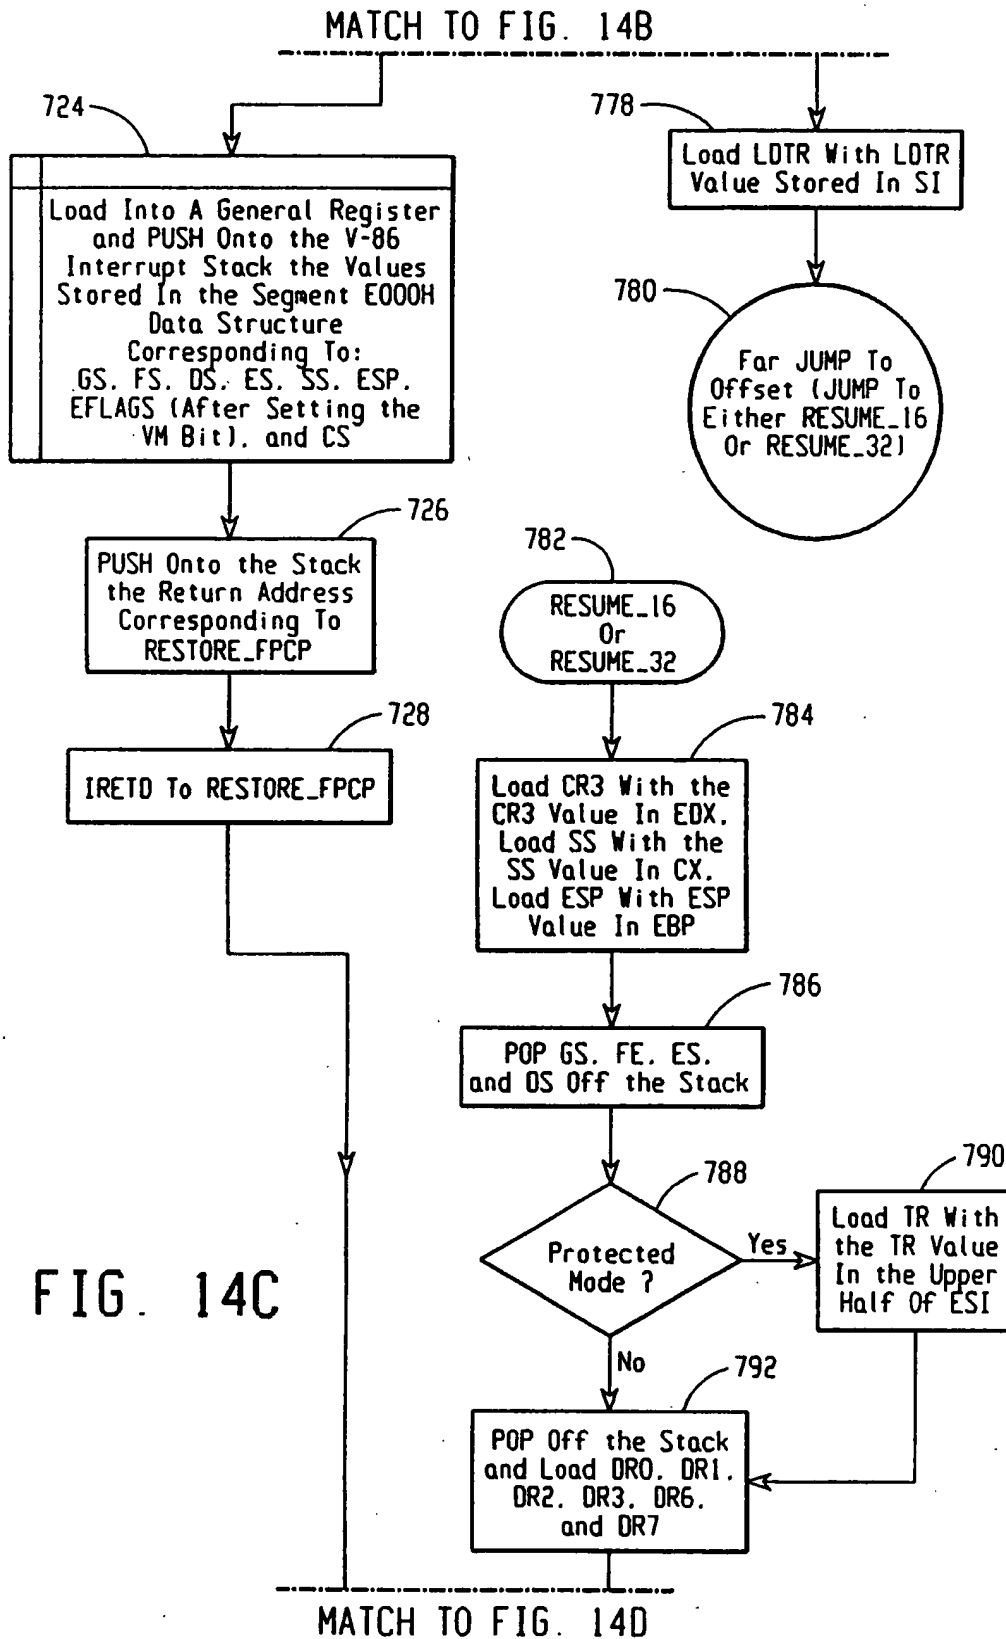 MATCH TO FIG. 14B
724
Load Into A General Register
and PUSH Onto the V-86
Interrupt Stack the Values
Stored In the Segment E000H
Data Structure
Corresponding To:
GS. FS. DS. ES. SS. ESP.
EFLAGS (After Setting the
VM Bit). and CS
726
PUSH Onto the Stack
the Return Address
Corresponding To
RESTORE_FPCP
728
IRETD To RESTORE_FPCP
778
Load LDTR With LDTR
Value Stored In SI
780
Far JUMP To
Offset (JUMP To
Either RESUME_16
Or RESUME_32)
782
RESUME_16
Or
RESUME_32
784
Load CR3 With the
CR3 Value In EDX.
Load SS With the
SS Value In CX.
Load ESP With ESP
Value In EBP
786
POP GS. FE. ES.
and DS Off the Stack
788
Protected
Mode ?
Yes
790
Load TR With
the TR Value
In the Upper
Half Of ESI
No
792
POP Off the Stack
and Load DR0. DR1.
DR2. DR3. DR6.
and DR7
FIG. 14C
MATCH TO FIG. 14D